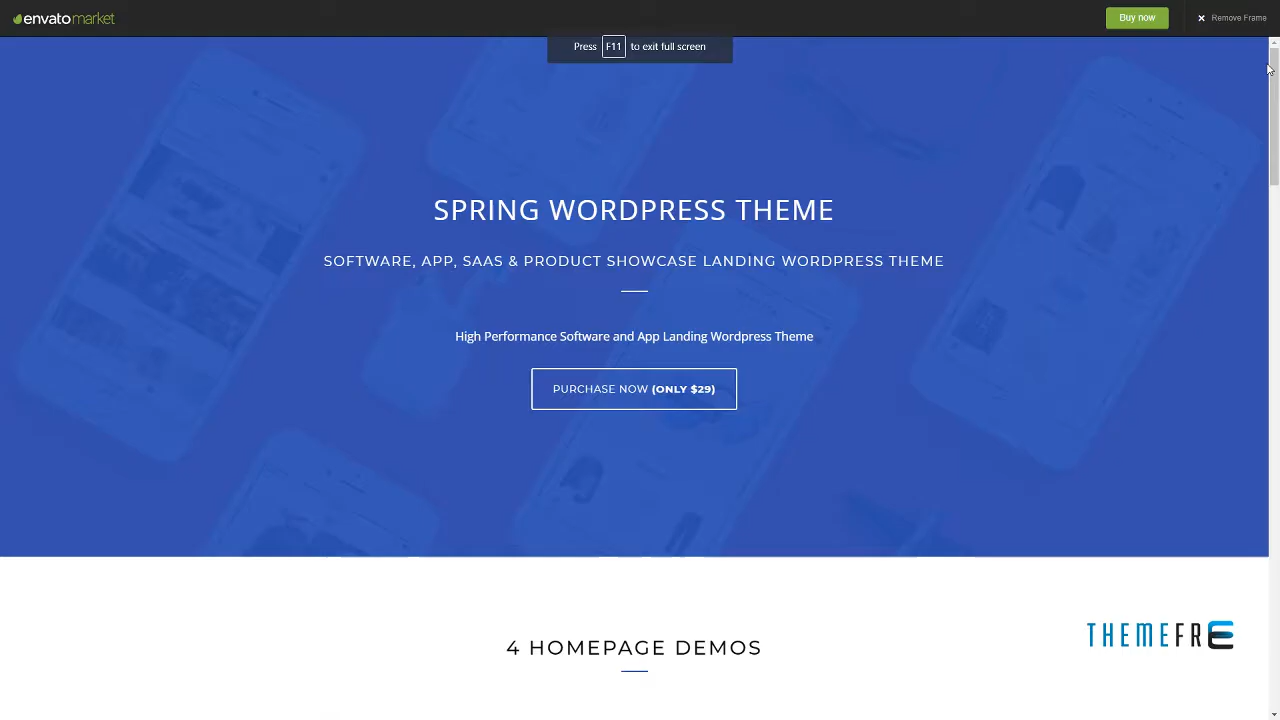 envatomarket
Buy now
Remove Frame
Press F11 to exit full screen
SPRING WORDPRESS THEME
SOFTWARE, APP, SAAS & PRODUCT SHOWCASE LANDING WORDPRESS THEME
High Performance Software and App Landing Wordpress Theme
PURCHASE NOW (ONLY $29)
4 HOMEPAGE DEMOS
THEMEFRE